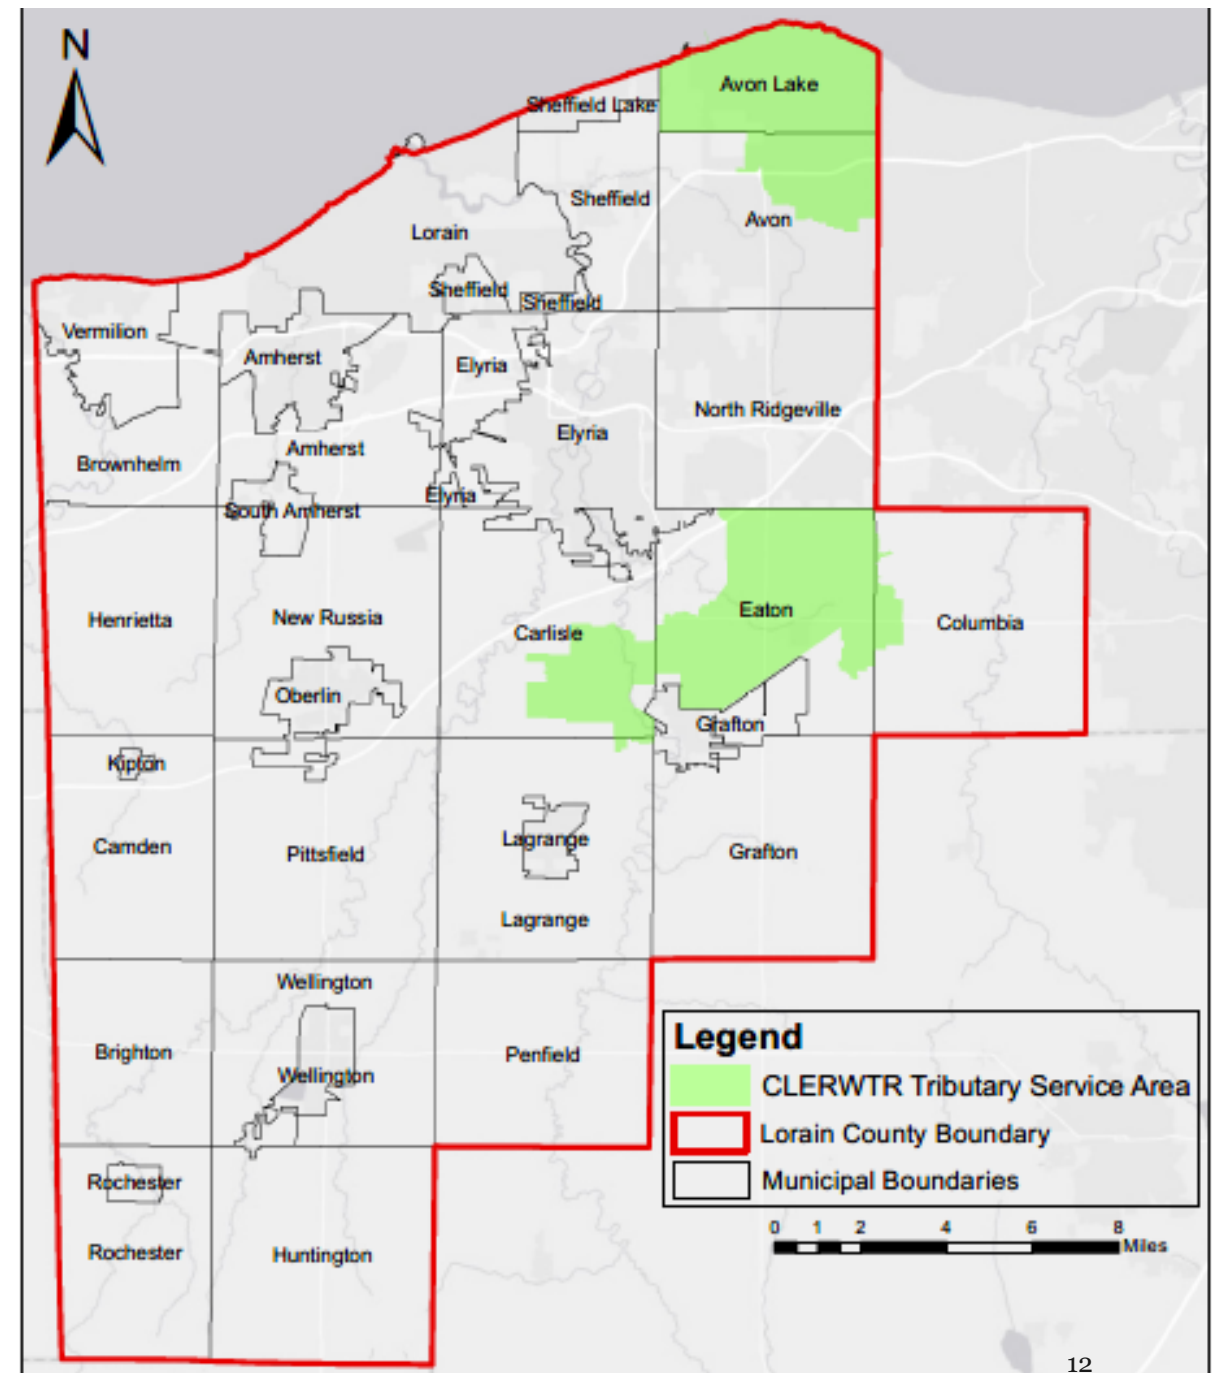 N
Avon Lake
Sheffield Lake
Sheffield
Avon
Lorain
Sheffield
Sheffield
Vermilion
Amherst
Elyria
North Ridgeville
Elyria
Amherst
Brownhelm
Elyria
South Amherst
Eaton
Henrietta
New Russia
Columbia
Carlisle
Oberlin
Grafton
Kipton
Lagrange
Camden
Pittsfield
Grafton
Lagrange
Wellington
Brighton
Penfield
Wellington
Rochester
Rochester
Huntington
Legend
CLERWTR Tributary Service Area
Lorain County Boundary
Municipal Boundaries
0 1 2 4 6 8
Miles
12